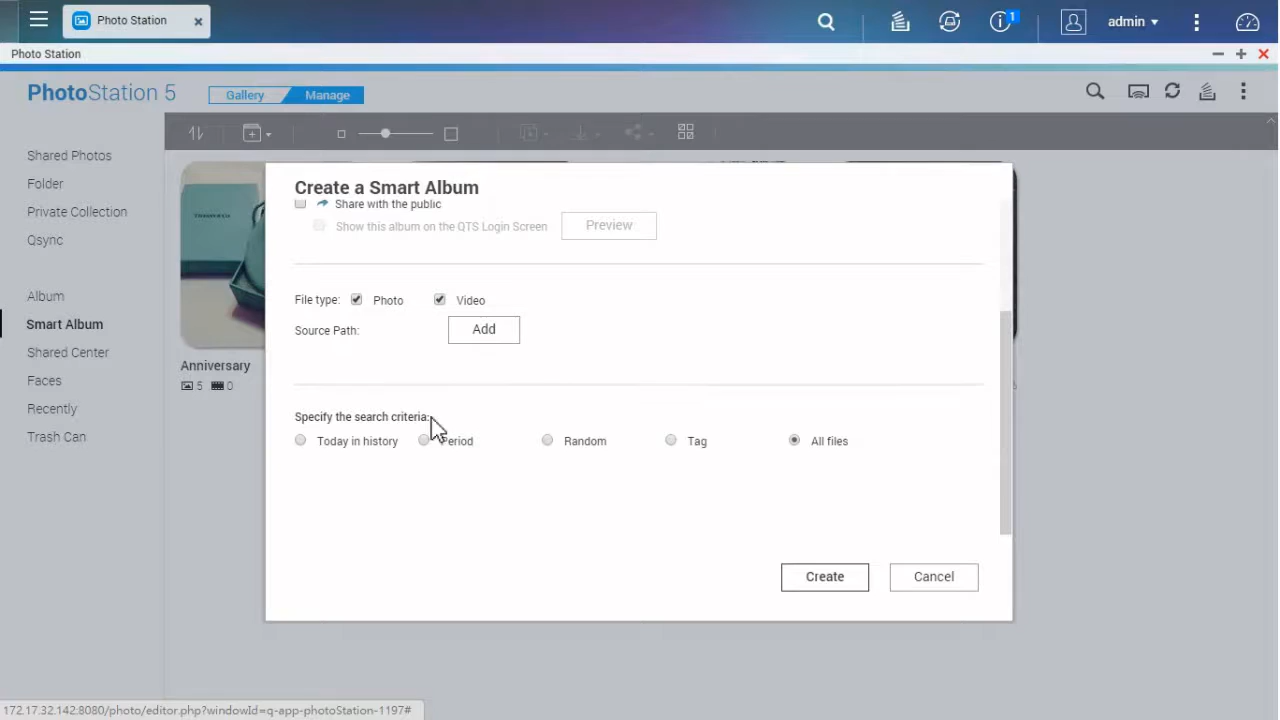 Photo Station
1
admin
Photo Station
PhotoStation 5
Gallery
Manage
Shared Photos
Folder
Private Collection
Qsync
Album
Smart Album
Shared Center
Faces
Recently
Trash Can
Anniversary
5 0
Create a Smart Album
Share with the public
Show this album on the QTS Login Screen
Preview
File type: Photo Video
Source Path: Add
Specify the search criteria:
Today in history Period Random Tag All files
Create Cancel
172.17.32.142:8080/photo/editor.php?windowId=q-app-photoStation-1197#